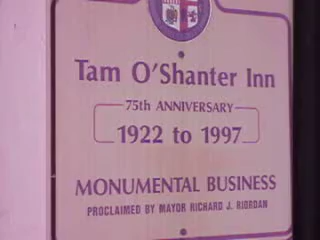 Tam O'Shanter Inn
75th ANNIVERSARY
1922 to 1997
MONUMENTAL BUSINESS
PROCLAIMED BY MAYOR RICHARD J. RIORDAN